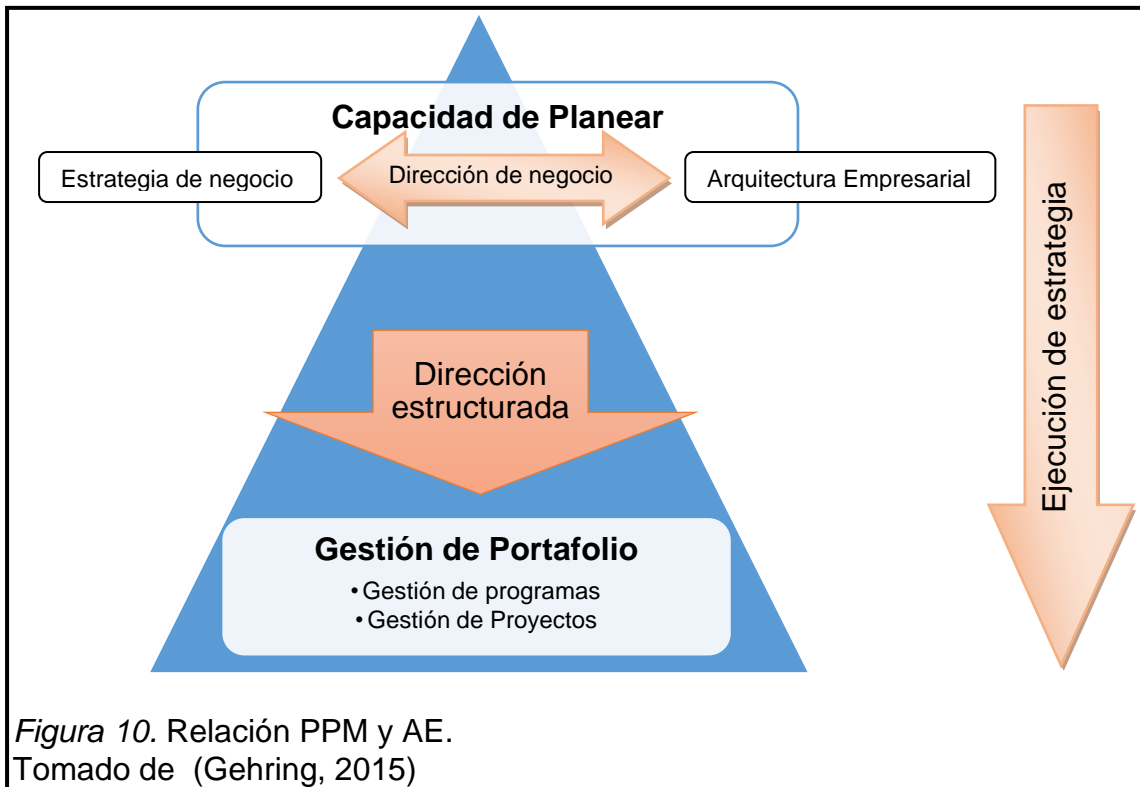 Capacidad de Planear
Estrategia de negocio
Dirección de negocio
Arquitectura Empresarial
Dirección
estructurada
Gestión de Portafolio
• Gestión de programas
• Gestión de Proyectos
Ejecución de estrategia
Figura 10. Relación PPM y AE.
Tomado de (Gehring, 2015)